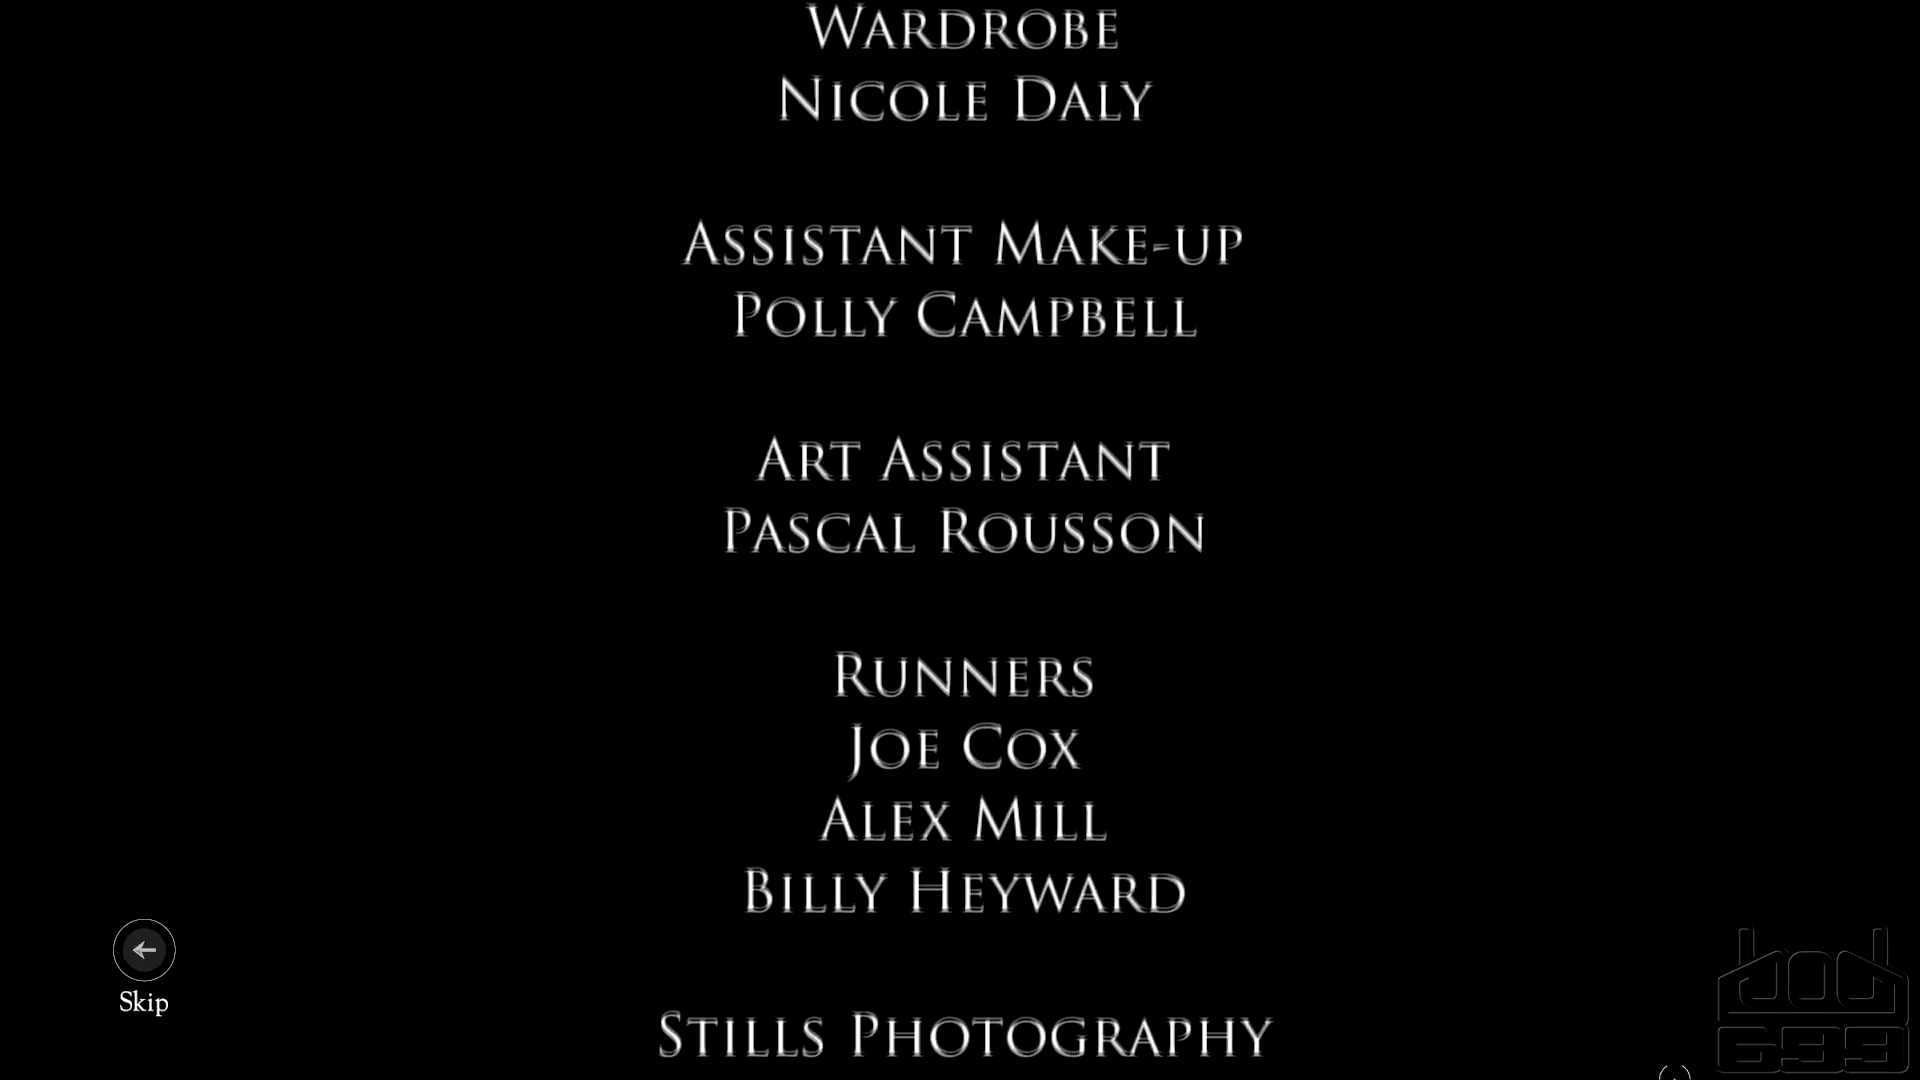 Wardrobe
Nicole Daly
Assistant Make-up
Polly Campbell
Art Assistant
Pascal Rousson
Runners
Joe Cox
Alex Mill
Billy Heyward
Skip
Stills Photography
699